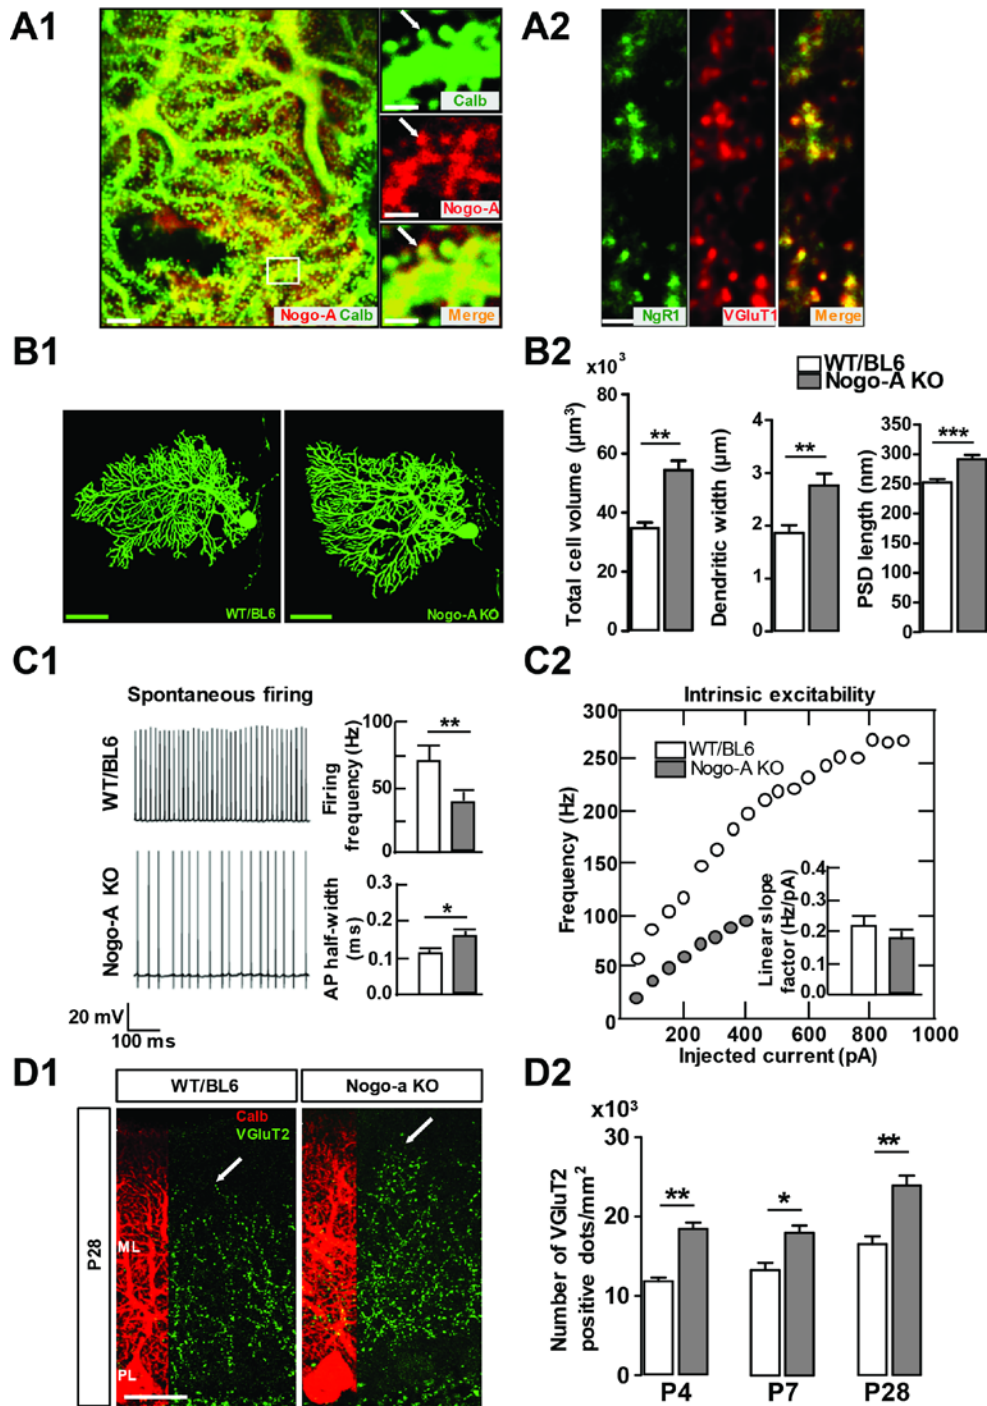 A1
Calb
Nogo-A
Merge
Nogo-A Calb
A2
NgR1
VGluT1
Merge
B1
WT/BL6
Nogo-A KO
B2
WT/BL6
Nogo-A KO
x10³
Total cell volume (µm³)
80
60
40
20
0
**
Dendritic width (µm)
4
3
2
1
0
**
PSD length (nm)
350
300
250
200
150
100
50
0
***
C1
Spontaneous firing
WT/BL6
Nogo-A KO
20 mV
100 ms
Firing frequency (Hz)
100
50
0
**
AP half-width (ms)
0.3
0.2
0.1
0.0
*
C2
Intrinsic excitability
WT/BL6
Nogo-A KO
Frequency (Hz)
300
250
200
150
100
50
0
200
400
600
800
1000
Injected current (pA)
Linear slope factor (Hz/pA)
0.4
0.3
0.2
0.1
0.0
D1
WT/BL6
Nogo-a KO
P28
Calb
VGluT2
ML
PL
D2
x10³
Number of VGluT2 positive dots/mm²
30
20
10
0
**
*
**
P4
P7
P28